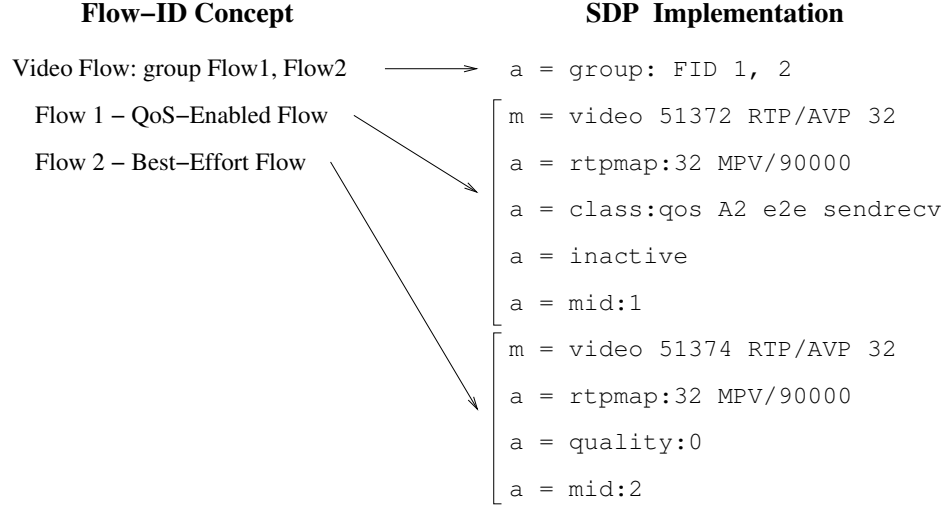 Flow−ID Concept
SDP Implementation
Video Flow: group Flow1, Flow2
a = group: FID 1, 2
Flow 1 − QoS−Enabled Flow
Flow 2 − Best−Effort Flow
m = video 51372 RTP/AVP 32
a = rtpmap:32 MPV/90000
a = class:qos A2 e2e sendrecv
a = inactive
a = mid:1
m = video 51374 RTP/AVP 32
a = rtpmap:32 MPV/90000
a = quality:0
a = mid:2